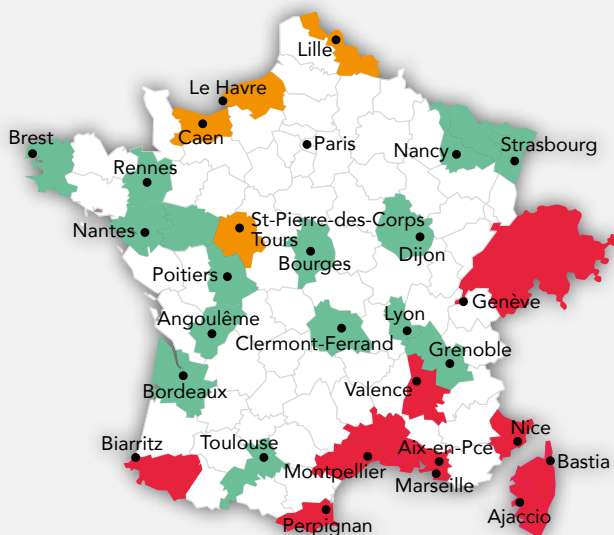 Lille
Le Havre
Caen
Brest
Rennes
Paris
Nancy
Strasbourg
Nantes
St-Pierre-des-Corps
Tours
Bourges
Dijon
Poitiers
Genève
Angoulême
Lyon
Clermont-Ferrand
Grenoble
Bordeaux
Valence
Biarritz
Toulouse
Nice
Aix-en-Pce
Bastia
Montpellier
Marseille
Ajaccio
Perpignan